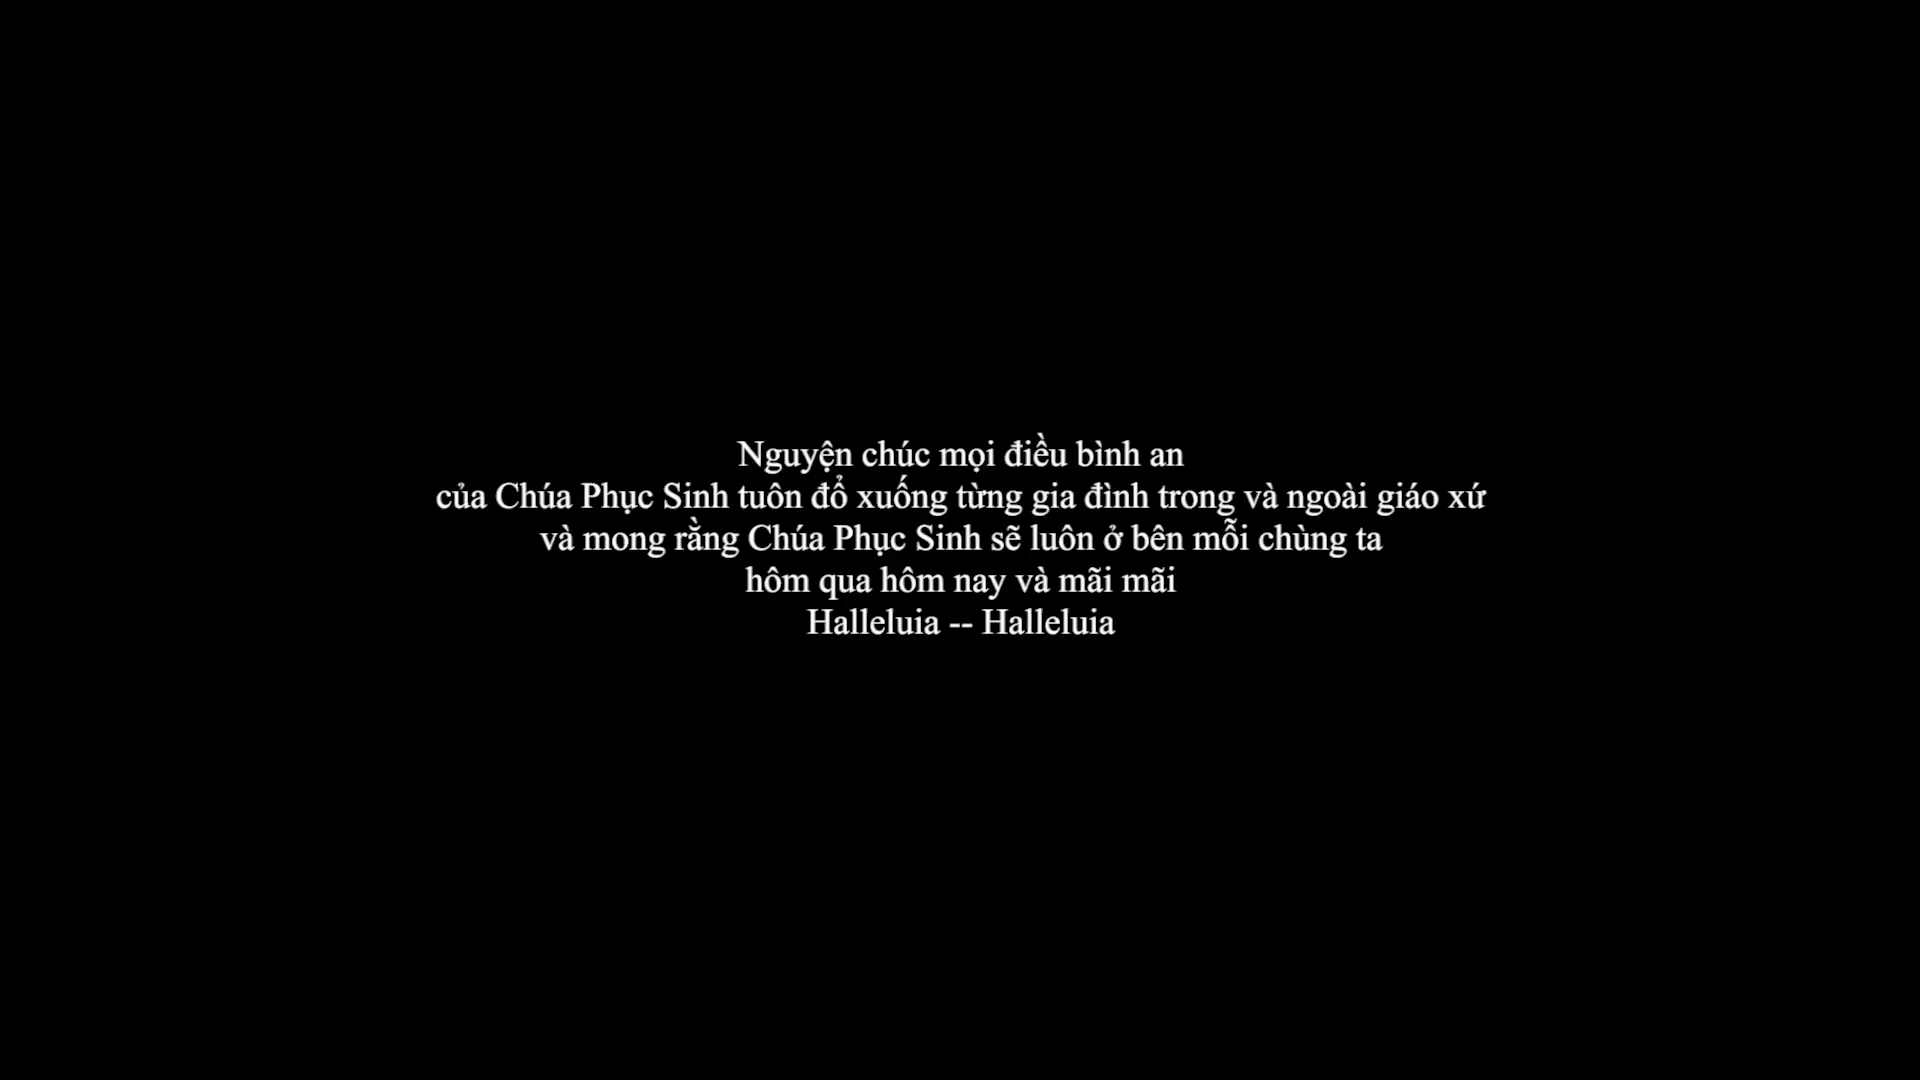 Nguyện chúc mọi điều bình an
của Chúa Phục Sinh tuôn đổ xuống từng gia đình trong và ngoài giáo xứ
và mong rằng Chúa Phục Sinh sẽ luôn ở bên mỗi chùng ta
hôm qua hôm nay và mãi mãi
Halleluia -- Halleluia